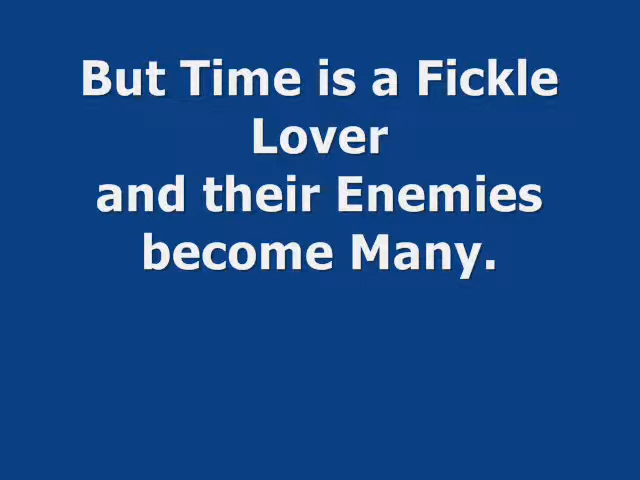 But Time is a Fickle
Lover
and their Enemies
become Many.